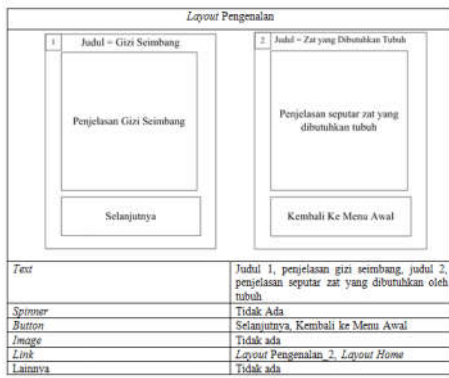 Layout Pengenalan
1
Judul = Gizi Seimbang
Penjelasan Gizi Seimbang
Selanjutnya
2
Judul = Zat yang Dibutuhkan Tubuh
Penjelasan seputar zat yang
dibutuhkan tubuh
Kembali Ke Menu Awal
Text
Judul 1, penjelasan gizi seimbang, judul 2,
penjelasan seputar zat yang dibutuhkan oleh
tubuh
Spinner
Tidak Ada
Button
Selanjutnya, Kembali ke Menu Awal
Image
Tidak ada
Link
Layout Pengenalan_2, Layout Home
Lainnya
Tidak ada